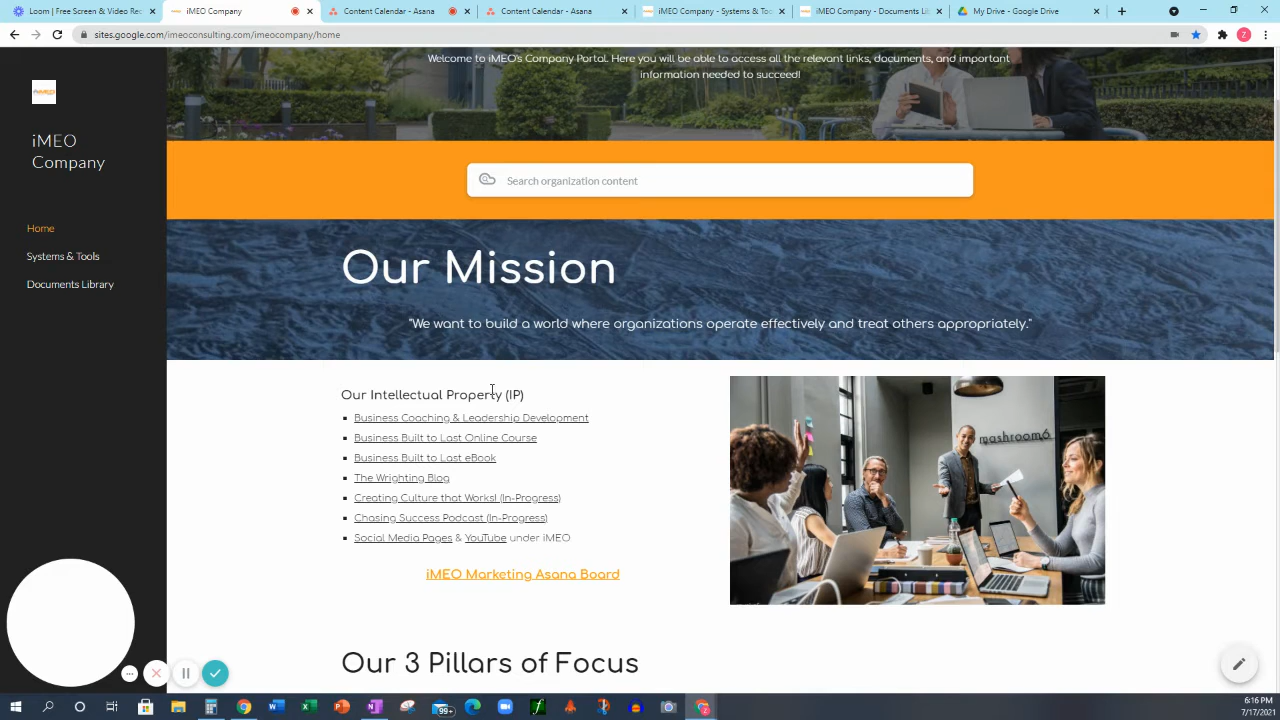 Loom | Free Screen & Video Rec
iMEO Company
Content Calendar - Asana
Content Calendar - Asana
iMEO Company - Systems & Too
iMEO Company - Documents Lib
My Drive - Google Drive
sites.google.com/imeoconsulting.com/imeocompany/home
Z
Welcome to iMEO's Company Portal. Here you will be able to access all the relevant links, documents, and important
information needed to succeed!
iMEO
Company
Home
Systems & Tools
Documents Library
Search organization content
Our Mission
"We want to build a world where organizations operate effectively and treat others appropriately."
Our Intellectual Property (IP)
Business Coaching & Leadership Development
Business Built to Last Online Course
Business Built to Last eBook
The Wrighting Blog
Creating Culture that Works! (In-Progress)
Chasing Success Podcast (In-Progress)
Social Media Pages & YouTube under iMEO
iMEO Marketing Asana Board
mashroom6
Our 3 Pillars of Focus
99+
6:16 PM
7/17/2021